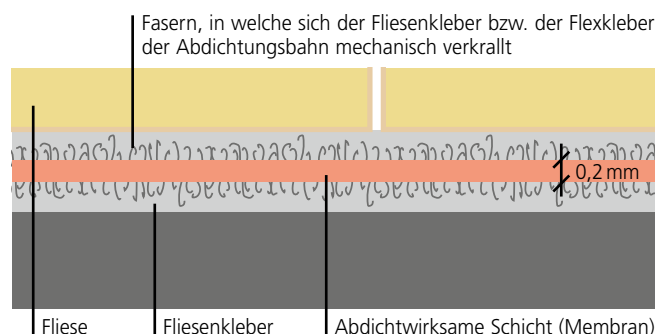 Fasern, in welche sich der Fliesenkleber bzw. der Flexkleber
der Abdichtungsbahn mechanisch verkrallt
0,2 mm
Fliese
Fliesenkleber
Abdichtwirksame Schicht (Membran)